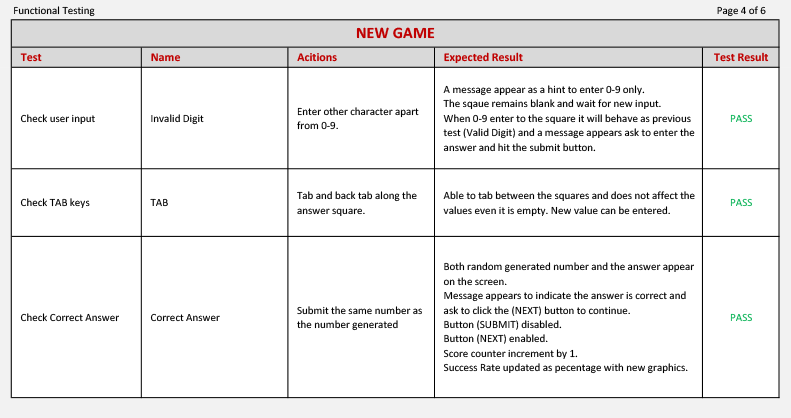 Functional Testing
Page 4 of 6
NEW GAME
Test
Name
Acitions
Expected Result
Test Result
Check user input
Invalid Digit
Enter other character apart
from 0-9.
A message appear as a hint to enter 0-9 only.
The sqaue remains blank and wait for new input.
When 0-9 enter to the square it will behave as previous
test (Valid Digit) and a message appears ask to enter the
answer and hit the submit button.
PASS
Check TAB keys
TAB
Tab and back tab along the
answer square.
Able to tab between the squares and does not affect the
values even it is empty. New value can be entered.
PASS
Check Correct Answer
Correct Answer
Submit the same number as
the number generated
Both random generated number and the answer appear
on the screen.
Message appears to indicate the answer is correct and
ask to click the (NEXT) button to continue.
Button (SUBMIT) disabled.
Button (NEXT) enabled.
Score counter increment by 1.
Success Rate updated as pecentage with new graphics.
PASS